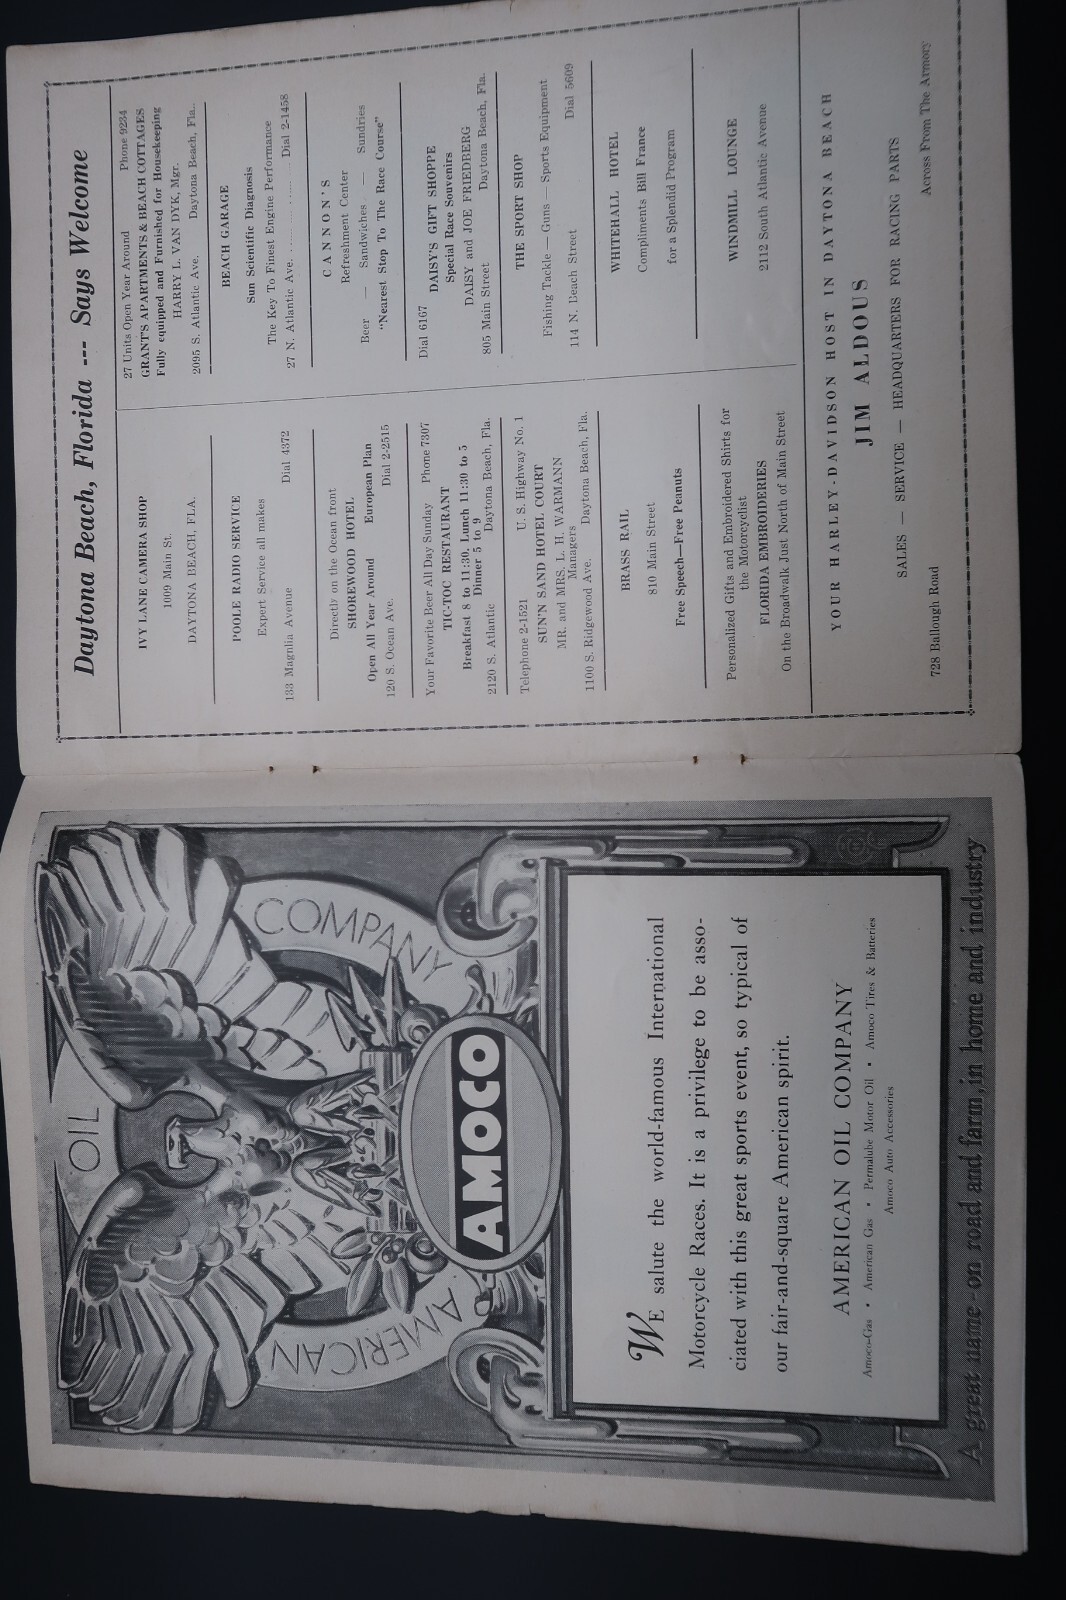 OIL
AMERICAN
COMPANY
AMOCO
WE salute the world-famous International
Motorcycle Races. It is a privilege to be asso-
ciated with this great sports event, so typical of
our fair-and-square American spirit.
AMERICAN OIL COMPANY
Amoco-Gas • American Gas • Permalube Motor Oil • Amoco Tires & Batteries
Amoco Auto Accessories
A great name - on road and farm, in home and industry
Daytona Beach, Florida --- Says Welcome
IVY LANE CAMERA SHOP
1009 Main St.
DAYTONA BEACH, FLA.
POOLE RADIO SERVICE
Expert Service all makes
133 Magnilia Avenue Dial 4372
Directly on the Ocean front
SHOREWOOD HOTEL
Open All Year Around European Plan
120 S. Ocean Ave. Dial 2-2515
Your Favorite Beer All Day Sunday Phone 7307
TIC-TOC RESTAURANT
Breakfast 8 to 11:30, Lunch 11:30 to 5
Dinner 5 to 9
2120 S. Atlantic Daytona Beach, Fla.
Telephone 2-1521 U. S. Highway No. 1
SUN'N SAND HOTEL COURT
MR. and MRS. L. H. WARMANN
Managers
1100 S. Ridgewood Ave. Daytona Beach, Fla.
BRASS RAIL
810 Main Street
Free Speech—Free Peanuts
Personalized Gifts and Embroidered Shirts for
the Motorcyclist
FLORIDA EMBROIDERIES
On the Broadwalk Just North of Main Street
27 Units Open Year Around Phone 9234
GRANT'S APARTMENTS & BEACH COTTAGES
Fully equipped and Furnished for Housekeeping
HARRY L. VAN DYK, Mgr.
2095 S. Atlantic Ave. Daytona Beach, Fla.
BEACH GARAGE
Sun Scientific Diagnosis
The Key To Finest Engine Performance
27 N. Atlantic Ave. Dial 2-1458
CANNON'S
Refreshment Center
Beer — Sandwiches — Sundries
"Nearest Stop To The Race Course"
Dial 6167
DAISY'S GIFT SHOPPE
Special Race Souvenirs
DAISY and JOE FRIEDBERG
805 Main Street Daytona Beach, Fla.
THE SPORT SHOP
Fishing Tackle — Guns — Sports Equipment
114 N. Beach Street Dial 5609
WHITEHALL HOTEL
Compliments Bill France
for a Splendid Program
WINDMILL LOUNGE
2112 South Atlantic Avenue
YOUR HARLEY-DAVIDSON HOST IN DAYTONA BEACH
JIM ALDOUS
SALES — SERVICE — HEADQUARTERS FOR RACING PARTS
728 Ballough Road Across From The Armory